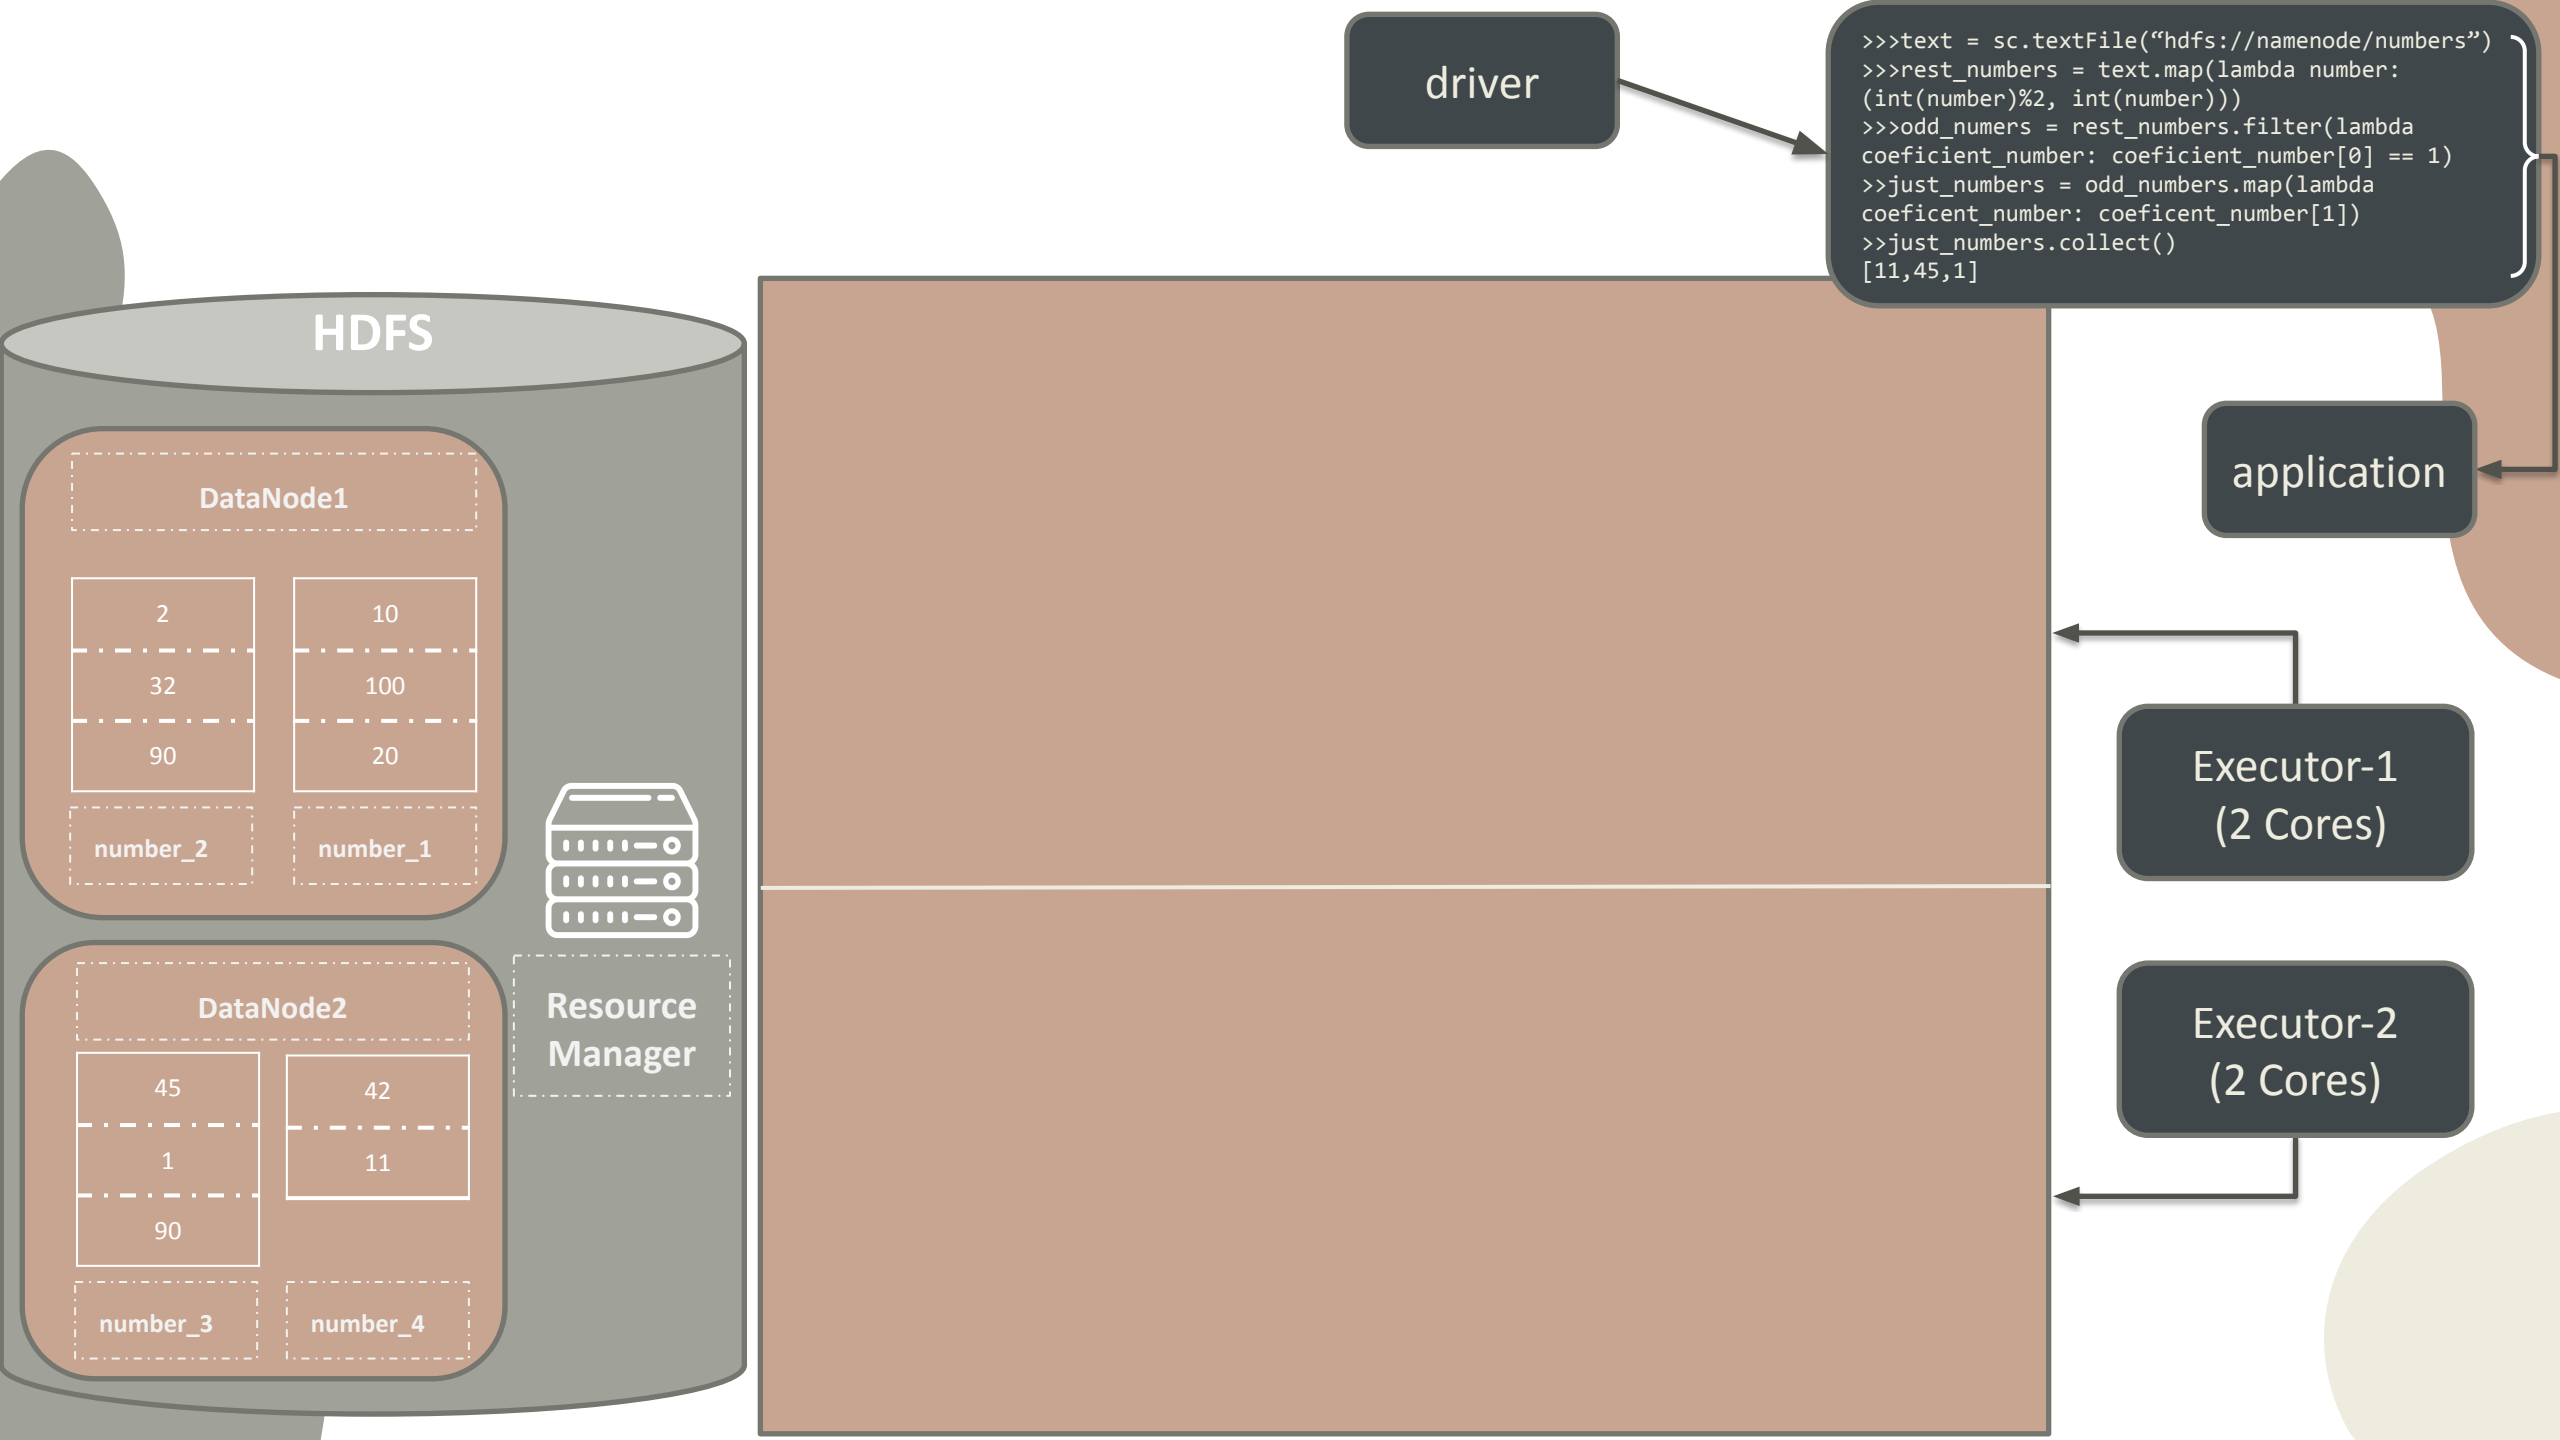 driver
>>>text = sc.textFile(“hdfs://namenode/numbers”)
>>>rest_numbers = text.map(lambda number:
(int(number)%2, int(number)))
>>>odd_numers = rest_numbers.filter(lambda
coeficient_number: coeficient_number[0] == 1)
>>just_numbers = odd_numbers.map(lambda
coeficent_number: coeficent_number[1])
>>just_numbers.collect()
[11,45,1]
HDFS
application
DataNode1
2
32
90
number_2
10
100
20
number_1
DataNode2
45
1
90
number_3
42
11
number_4
Resource
Manager
Executor-1
(2 Cores)
Executor-2
(2 Cores)